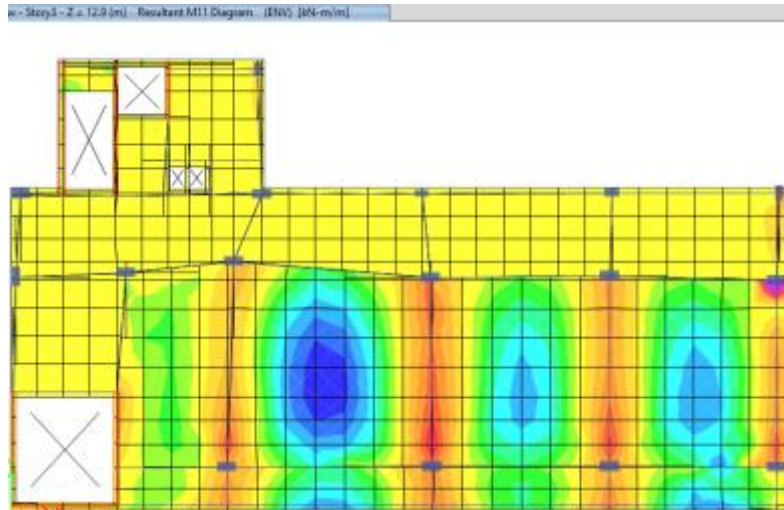 w - Story3 - Z = 12.9 (m) Resultant M11 Diagram (ENV) [kN-m/m]